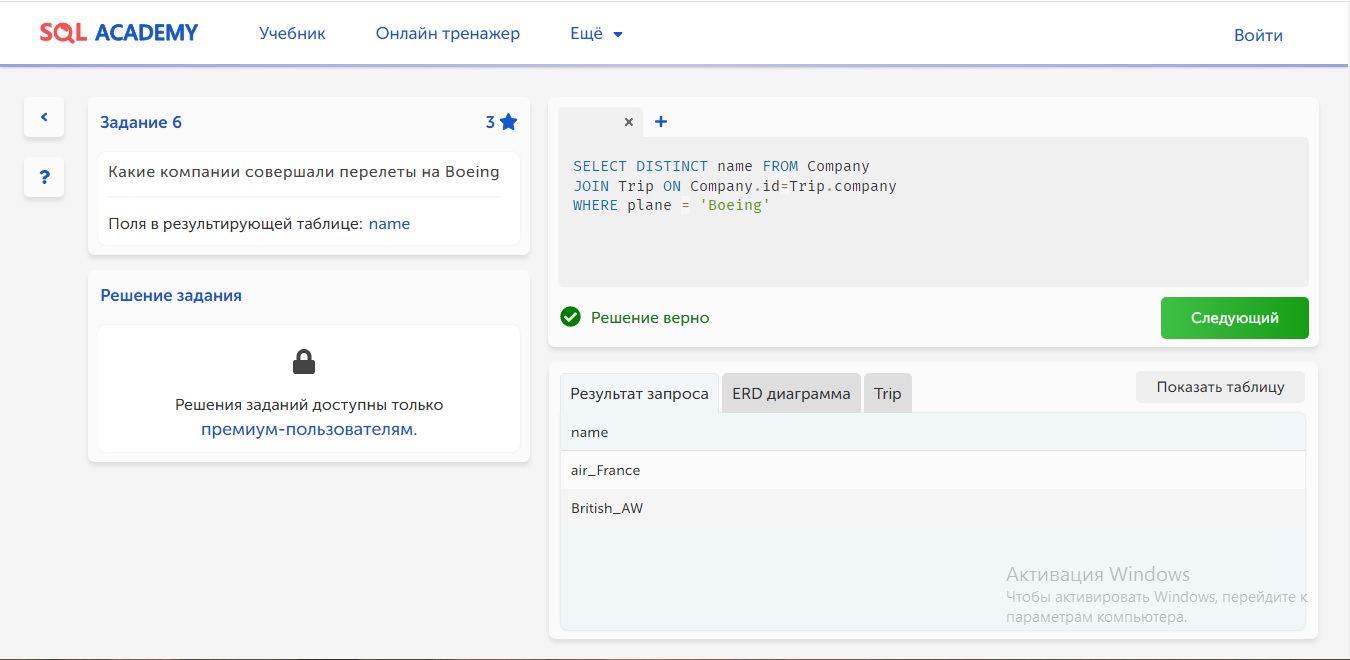 SQL ACADEMY Учебник Онлайн тренажер Ещё Войти
Задание 6 3
Какие компании совершали перелеты на Boeing
Поля в результирующей таблице: name
Решение задания
Решения заданий доступны только
премиум-пользователям.
× +
SELECT DISTINCT name FROM Company
JOIN Trip ON Company.id=Trip.company
WHERE plane = 'Boeing'
Решение верно Следующий
Результат запроса ERD диаграмма Trip Показать таблицу
name
air_France
British_AW
Активация Windows
Чтобы активировать Windows, перейдите к
параметрам компьютера.